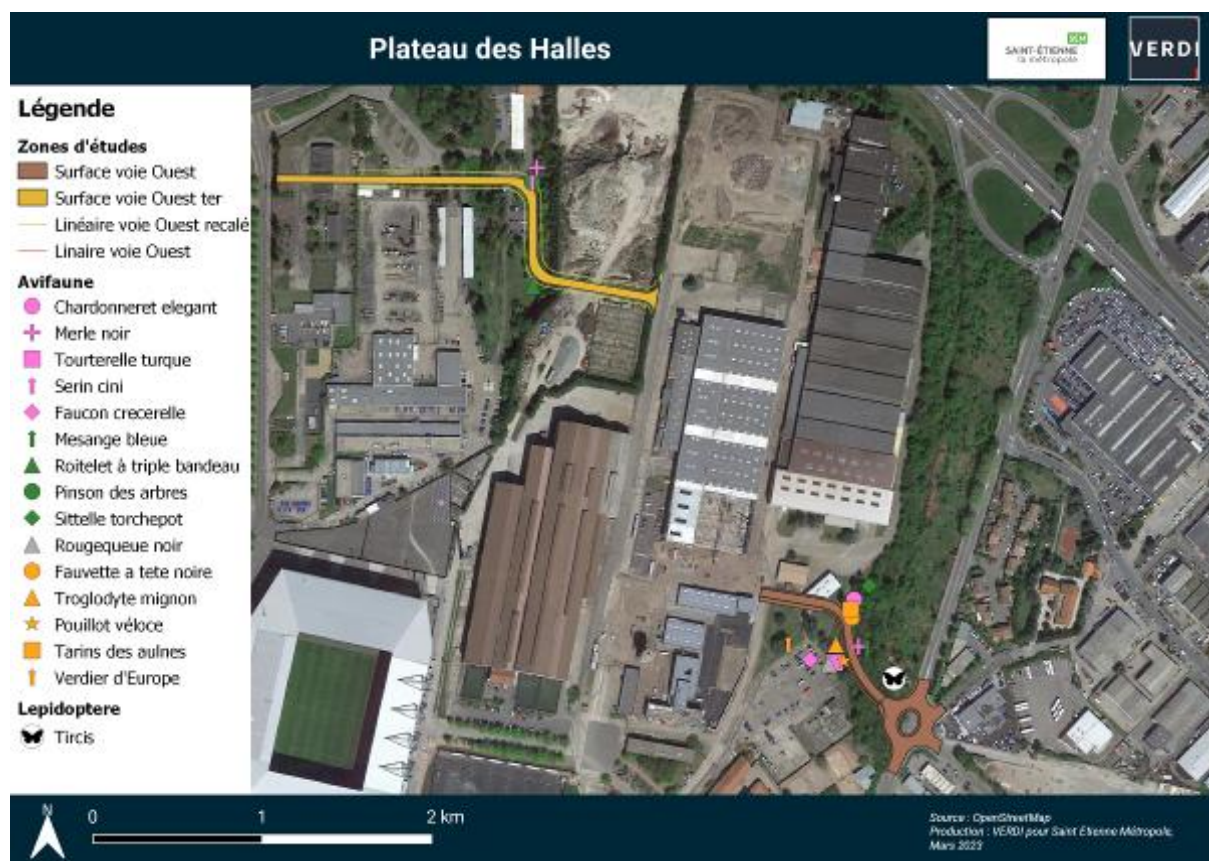 Plateau des Halles
SEM
SAINT-ÉTIENNE
la métropole
VERDI
Légende
Zones d'études
Surface voie Ouest
Surface voie Ouest ter
Linéaire voie Ouest recalé
Linaire voie Ouest
Avifaune
Chardonneret elegant
Merle noir
Tourterelle turque
Serin cini
Faucon crecerelle
Mesange bleue
Roitelet à triple bandeau
Pinson des arbres
Sittelle torchepot
Rougequeue noir
Fauvette a tete noire
Troglodyte mignon
Pouillot véloce
Tarins des aulnes
Verdier d'Europe
Lepidoptere
Tircis
N
0 1 2 km
Source : OpenStreetMap
Production : VERDI pour Saint Etienne Métropole,
Mars 2023